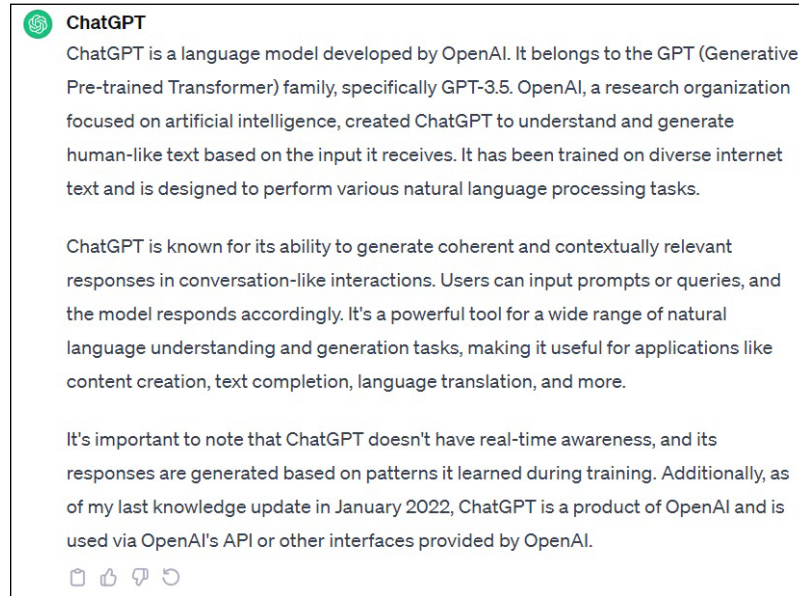 ChatGPT
ChatGPT is a language model developed by OpenAI. It belongs to the GPT (Generative
Pre-trained Transformer) family, specifically GPT-3.5. OpenAI, a research organization
focused on artificial intelligence, created ChatGPT to understand and generate
human-like text based on the input it receives. It has been trained on diverse internet
text and is designed to perform various natural language processing tasks.
ChatGPT is known for its ability to generate coherent and contextually relevant
responses in conversation-like interactions. Users can input prompts or queries, and
the model responds accordingly. It's a powerful tool for a wide range of natural
language understanding and generation tasks, making it useful for applications like
content creation, text completion, language translation, and more.
It's important to note that ChatGPT doesn't have real-time awareness, and its
responses are generated based on patterns it learned during training. Additionally, as
of my last knowledge update in January 2022, ChatGPT is a product of OpenAI and is
used via OpenAI's API or other interfaces provided by OpenAI.